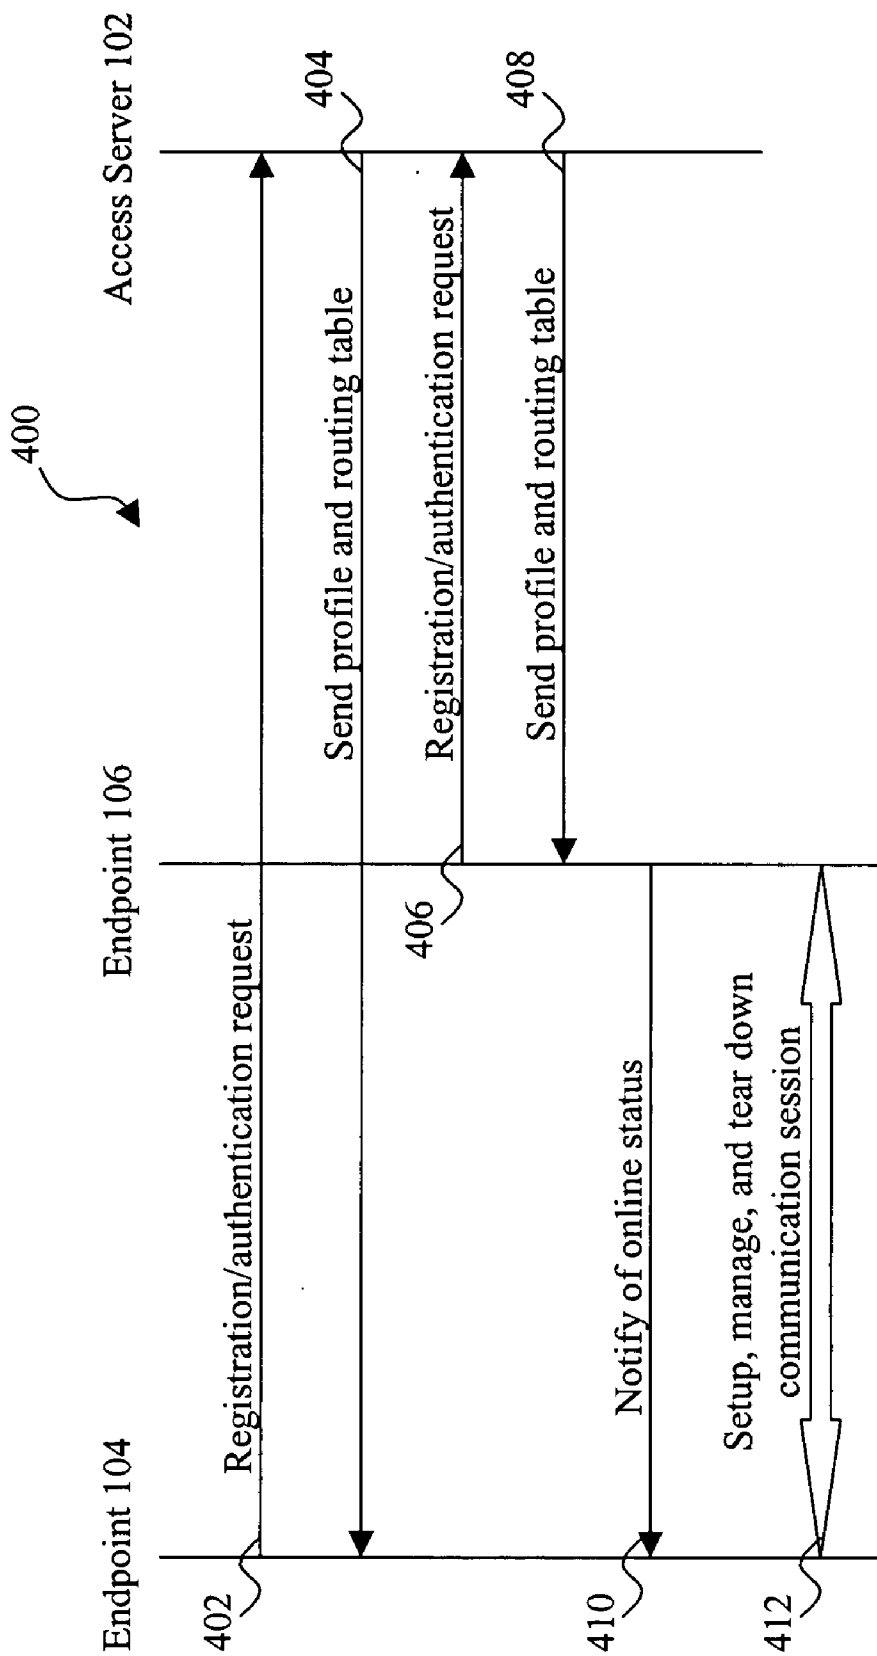 400
Endpoint 104
Endpoint 106
Access Server 102
402
Registration/authentication request
404
Send profile and routing table
406
Registration/authentication request
408
Send profile and routing table
410
Notify of online status
412
Setup, manage, and tear down
communication session